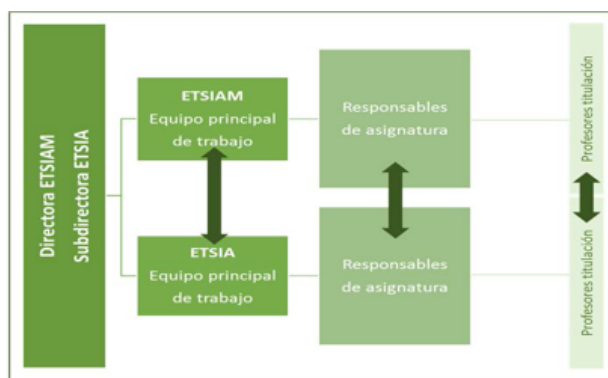 Directora ETSIAM
Subdirectora ETSIA
ETSIAM
Equipo principal
de trabajo
Responsables
de asignatura
Profesores titulación
ETSIA
Equipo principal
de trabajo
Responsables
de asignatura
Profesores titulación